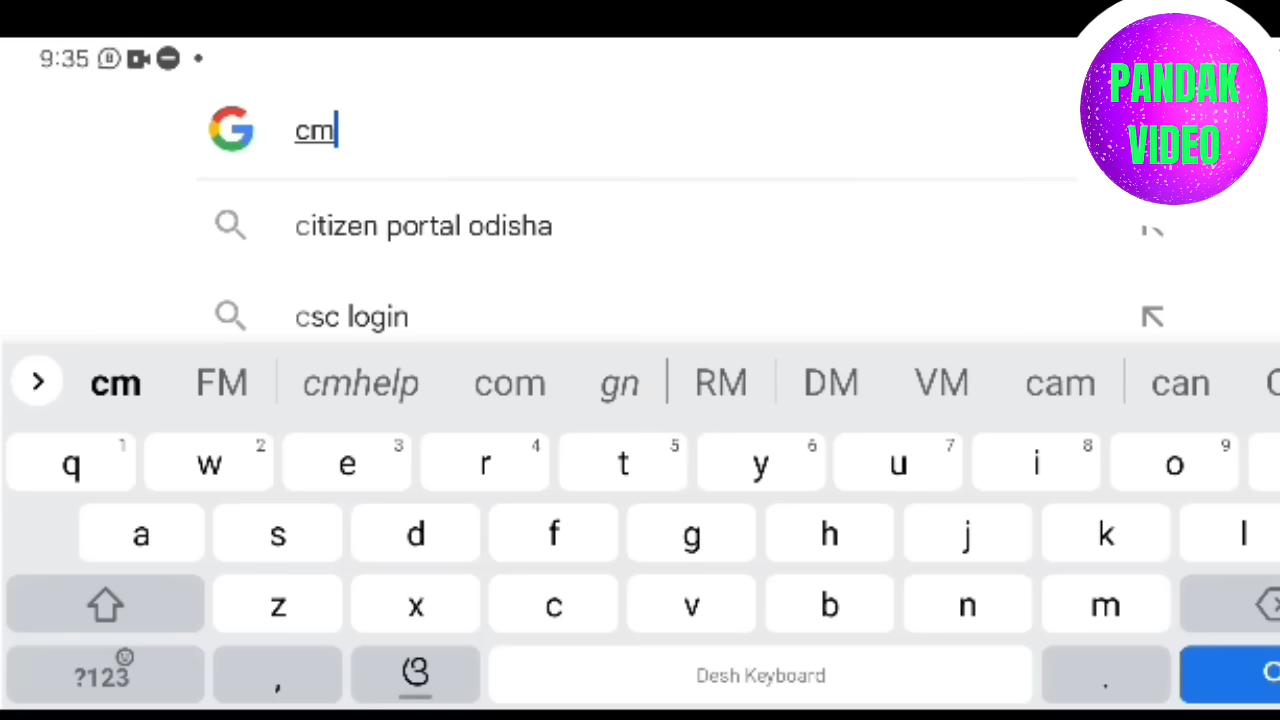 9:35
PANDAK
VIDEO
cm
citizen portal odisha
csc login
cm FM cmhelp com gn RM DM VM cam can
q 1 w 2 e 3 r 4 t 5 y 6 u 7 i 8 o 9
a s d f g h j k l
z x c v b n m
?123 , ଓ Desh Keyboard .